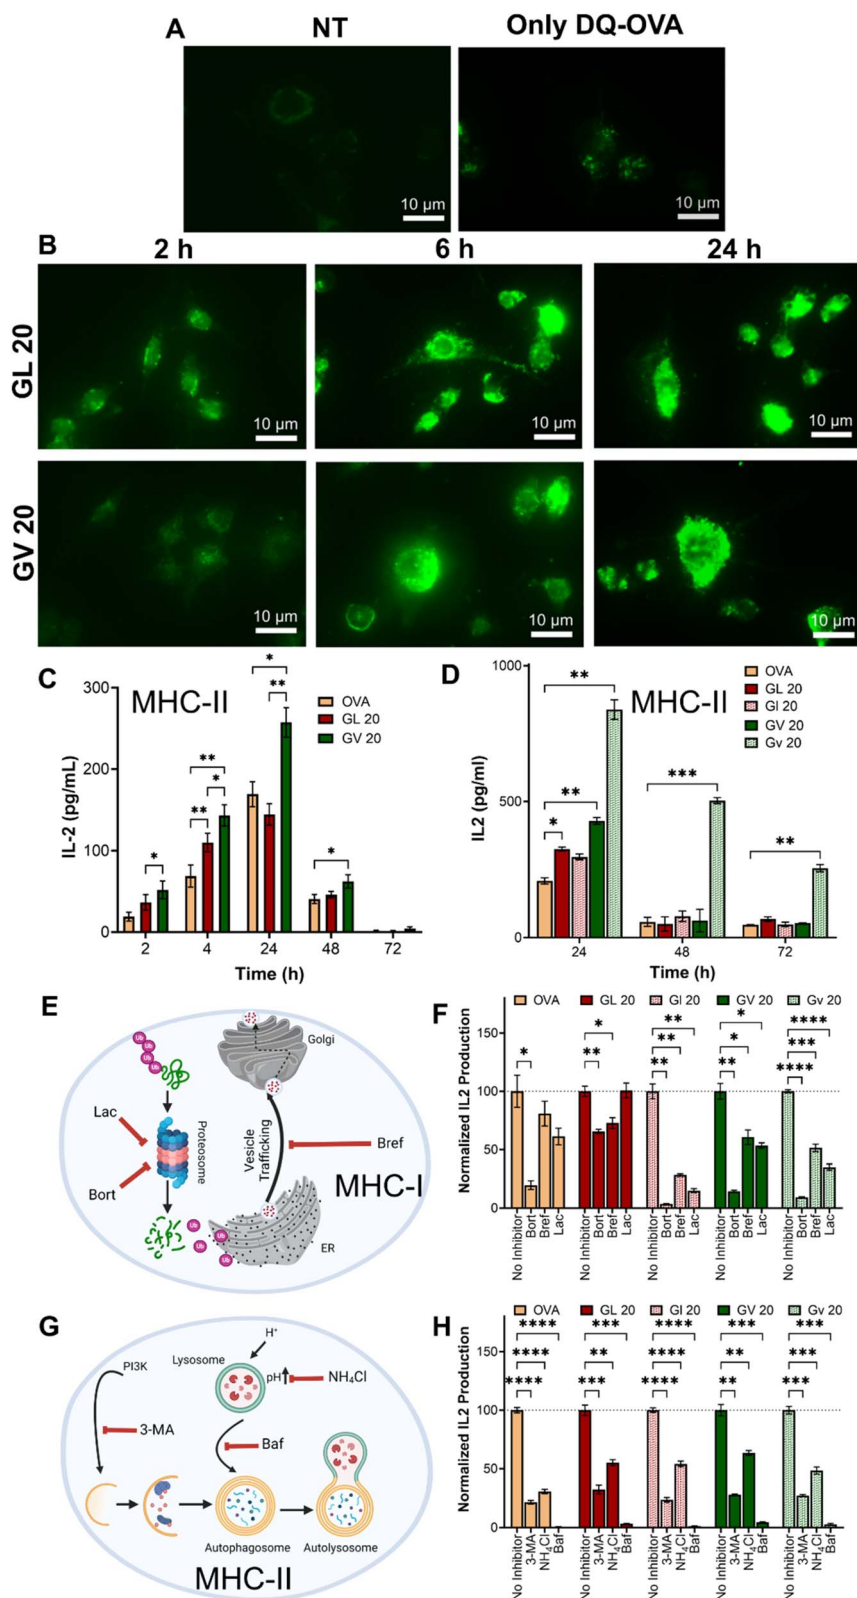 A
NT
Only DQ-OVA
10 µm
10 µm
B
2 h
6 h
24 h
GL 20
10 µm
10 µm
10 µm
GV 20
10 µm
10 µm
10 µm
C
MHC-II
OVA
GL 20
GV 20
IL-2 (pg/mL)
300
200
100
0
*
**
*
**
*
*
**
*
2
4
24
48
72
Time (h)
D
MHC-II
OVA
GL 20
Gl 20
GV 20
Gv 20
IL2 (pg/ml)
1000
500
0
**
**
*
***
**
24
48
72
Time (h)
E
Ub
Ub
Ub
Ub
Lac
Bort
Proteosome
Ub
Ub
Ub
Ub
Golgi
Vesicle Trafficking
Bref
MHC-I
ER
F
OVA
GL 20
Gl 20
GV 20
Gv 20
Normalized IL2 Production
150
100
50
0
*
*
**
**
**
**
*
*
**
****
***
****
No Inhibitor
Bort
Bref
Lac
No Inhibitor
Bort
Bref
Lac
No Inhibitor
Bort
Bref
Lac
No Inhibitor
Bort
Bref
Lac
No Inhibitor
Bort
Bref
Lac
G
PI3K
3-MA
H⁺
Lysosome
pH
NH₄Cl
Baf
Autophagosome
Autolysosome
MHC-II
H
OVA
GL 20
Gl 20
GV 20
Gv 20
Normalized IL2 Production
150
100
50
0
****
****
****
***
**
***
****
****
****
***
**
**
***
***
***
No Inhibitor
3-MA
NH₄Cl
Baf
No Inhibitor
3-MA
NH₄Cl
Baf
No Inhibitor
3-MA
NH₄Cl
Baf
No Inhibitor
3-MA
NH₄Cl
Baf
No Inhibitor
3-MA
NH₄Cl
Baf